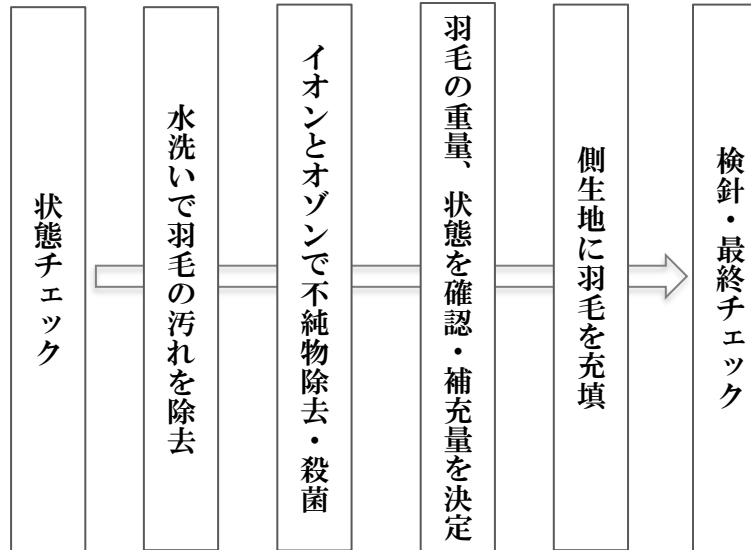 状態チェック
水洗いで羽毛の汚れを除去
イオンとオゾンで不純物除去・殺菌
羽毛の重量、状態を確認・補充量を決定
側生地に羽毛を充填
検針・最終チェック